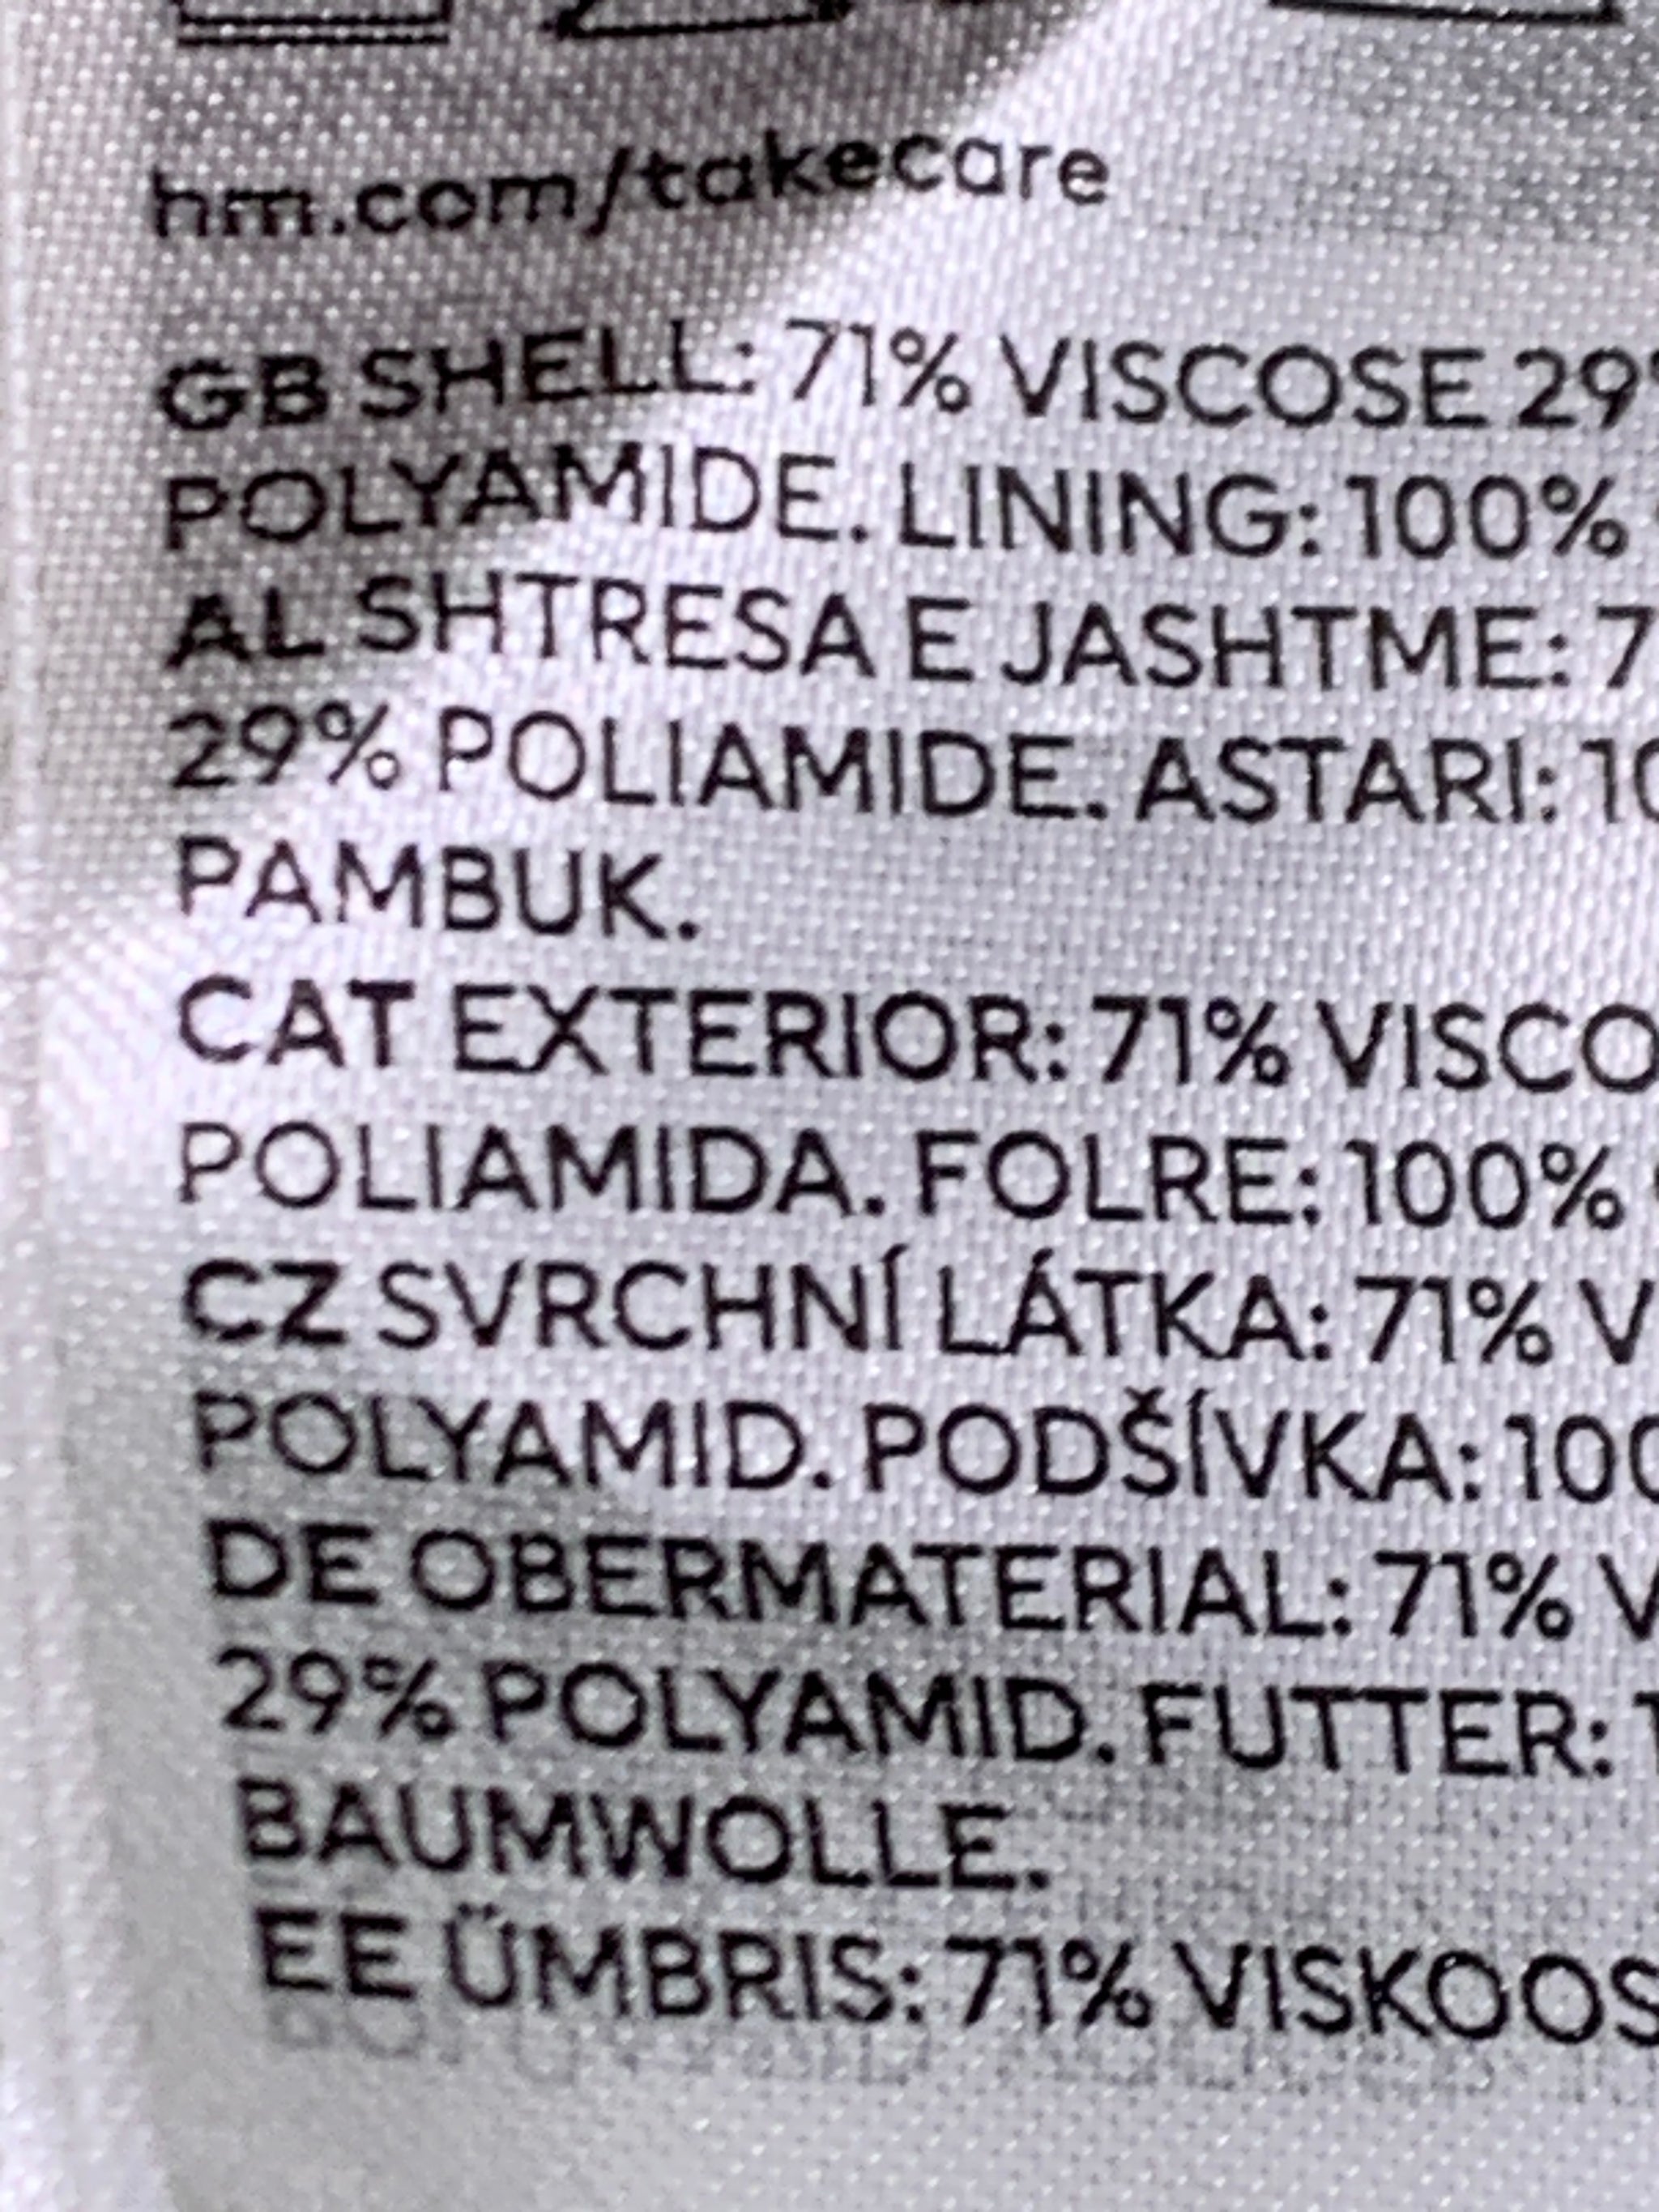 hm.com/takecare
GB SHELL: 71% VISCOSE 29
POLYAMIDE. LINING: 100%
AL SHTRESA E JASHTME: 7
29% POLIAMIDE. ASTARI: 10
PAMBUK.
CAT EXTERIOR: 71% VISCO
POLIAMIDA. FOLRE: 100%
CZ SVRCHNÍ LÁTKA: 71% V
POLYAMID. PODŠÍVKA: 100
DE OBERMATERIAL: 71% V
29% POLYAMID. FUTTER: 1
BAUMWOLLE.
EE ÜMBRIS: 71% VISKOOS